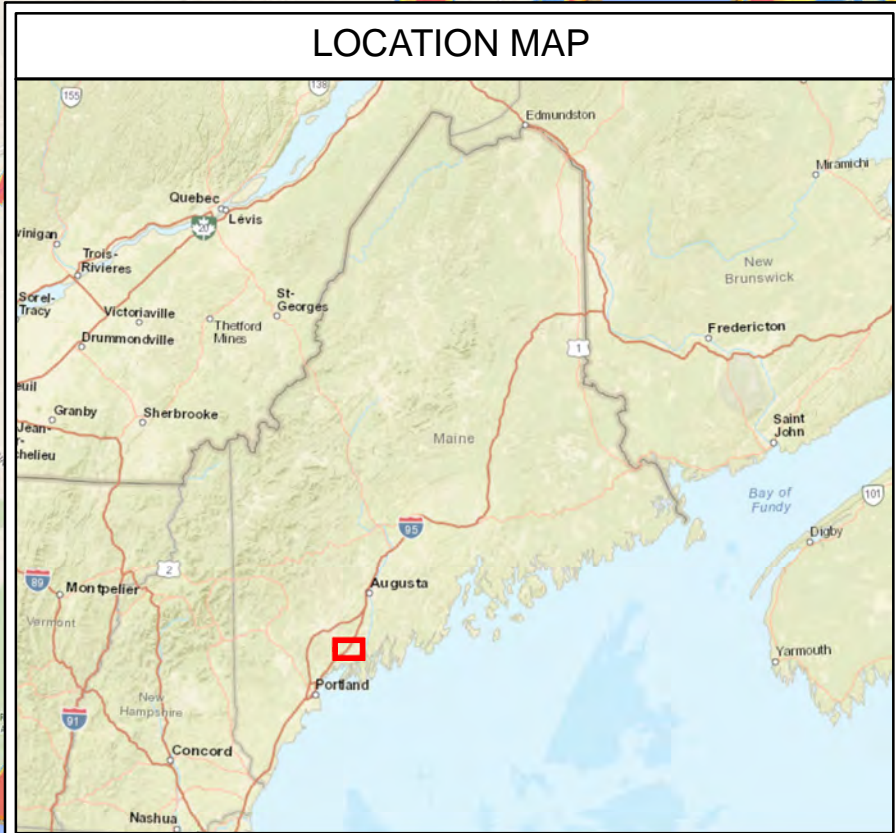 LOCATION MAP
155
138
Edmundston
Miramichi
Quebec
Lévis
20
vinigan
Trois-
Rivieres
New
Brunswick
Sorel-
Tracy
Victoriaville
St-
Georges
Thetford
Mines
Fredericton
Drummondville
1
euil
Granby
Sherbrooke
Saint
John
Jean-
r-
chelieu
Maine
Bay of
Fundy
101
95
Digby
2
89
Montpelier
Augusta
Vermont
Yarmouth
Portland
New
Hampshire
91
Concord
Nashua